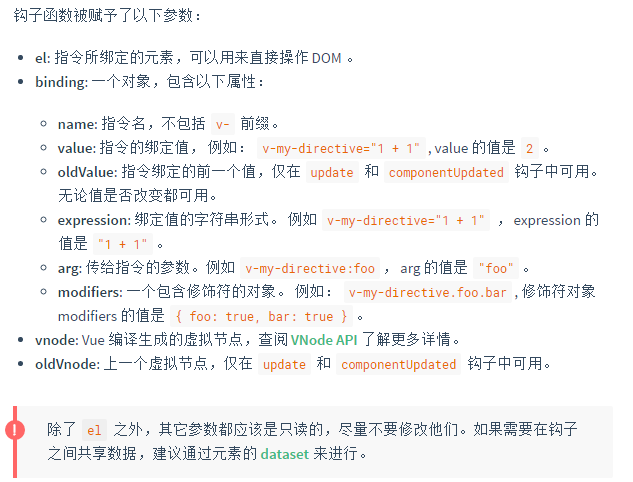 钩子函数被赋予了以下参数：
el: 指令所绑定的元素，可以用来直接操作 DOM 。
binding: 一个对象，包含以下属性：
name: 指令名，不包括 v- 前缀。
value: 指令的绑定值， 例如： v-my-directive="1 + 1" , value 的值是 2 。
oldValue: 指令绑定的前一个值，仅在 update 和 componentUpdated 钩子中可用。
无论值是否改变都可用。
expression: 绑定值的字符串形式。 例如 v-my-directive="1 + 1" ， expression 的
值是 "1 + 1" 。
arg: 传给指令的参数。例如 v-my-directive:foo ， arg 的值是 "foo" 。
modifiers: 一个包含修饰符的对象。 例如： v-my-directive.foo.bar , 修饰符对象
modifiers 的值是 { foo: true, bar: true } 。
vnode: Vue 编译生成的虚拟节点，查阅 VNode API 了解更多详情。
oldVnode: 上一个虚拟节点，仅在 update 和 componentUpdated 钩子中可用。
除了 el 之外，其它参数都应该是只读的，尽量不要修改他们。如果需要在钩子
之间共享数据，建议通过元素的 dataset 来进行。